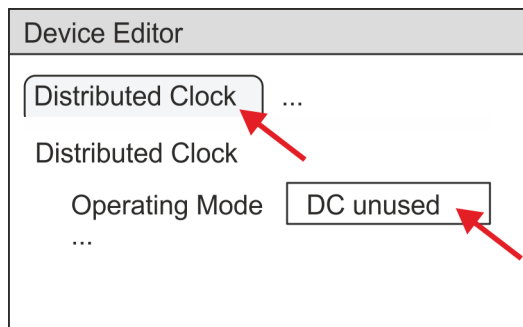 Device Editor
Distributed Clock ...
Distributed Clock
Operating Mode DC unused
...